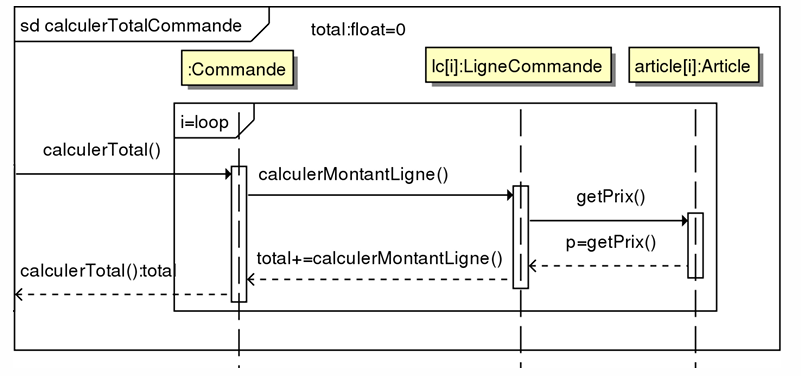 sd calculerTotalCommande
total:float=0
:Commande
lc[i]:LigneCommande
article[i]:Article
i=loop
calculerTotal()
calculerMontantLigne()
getPrix()
p=getPrix()
total+=calculerMontantLigne()
calculerTotal():total